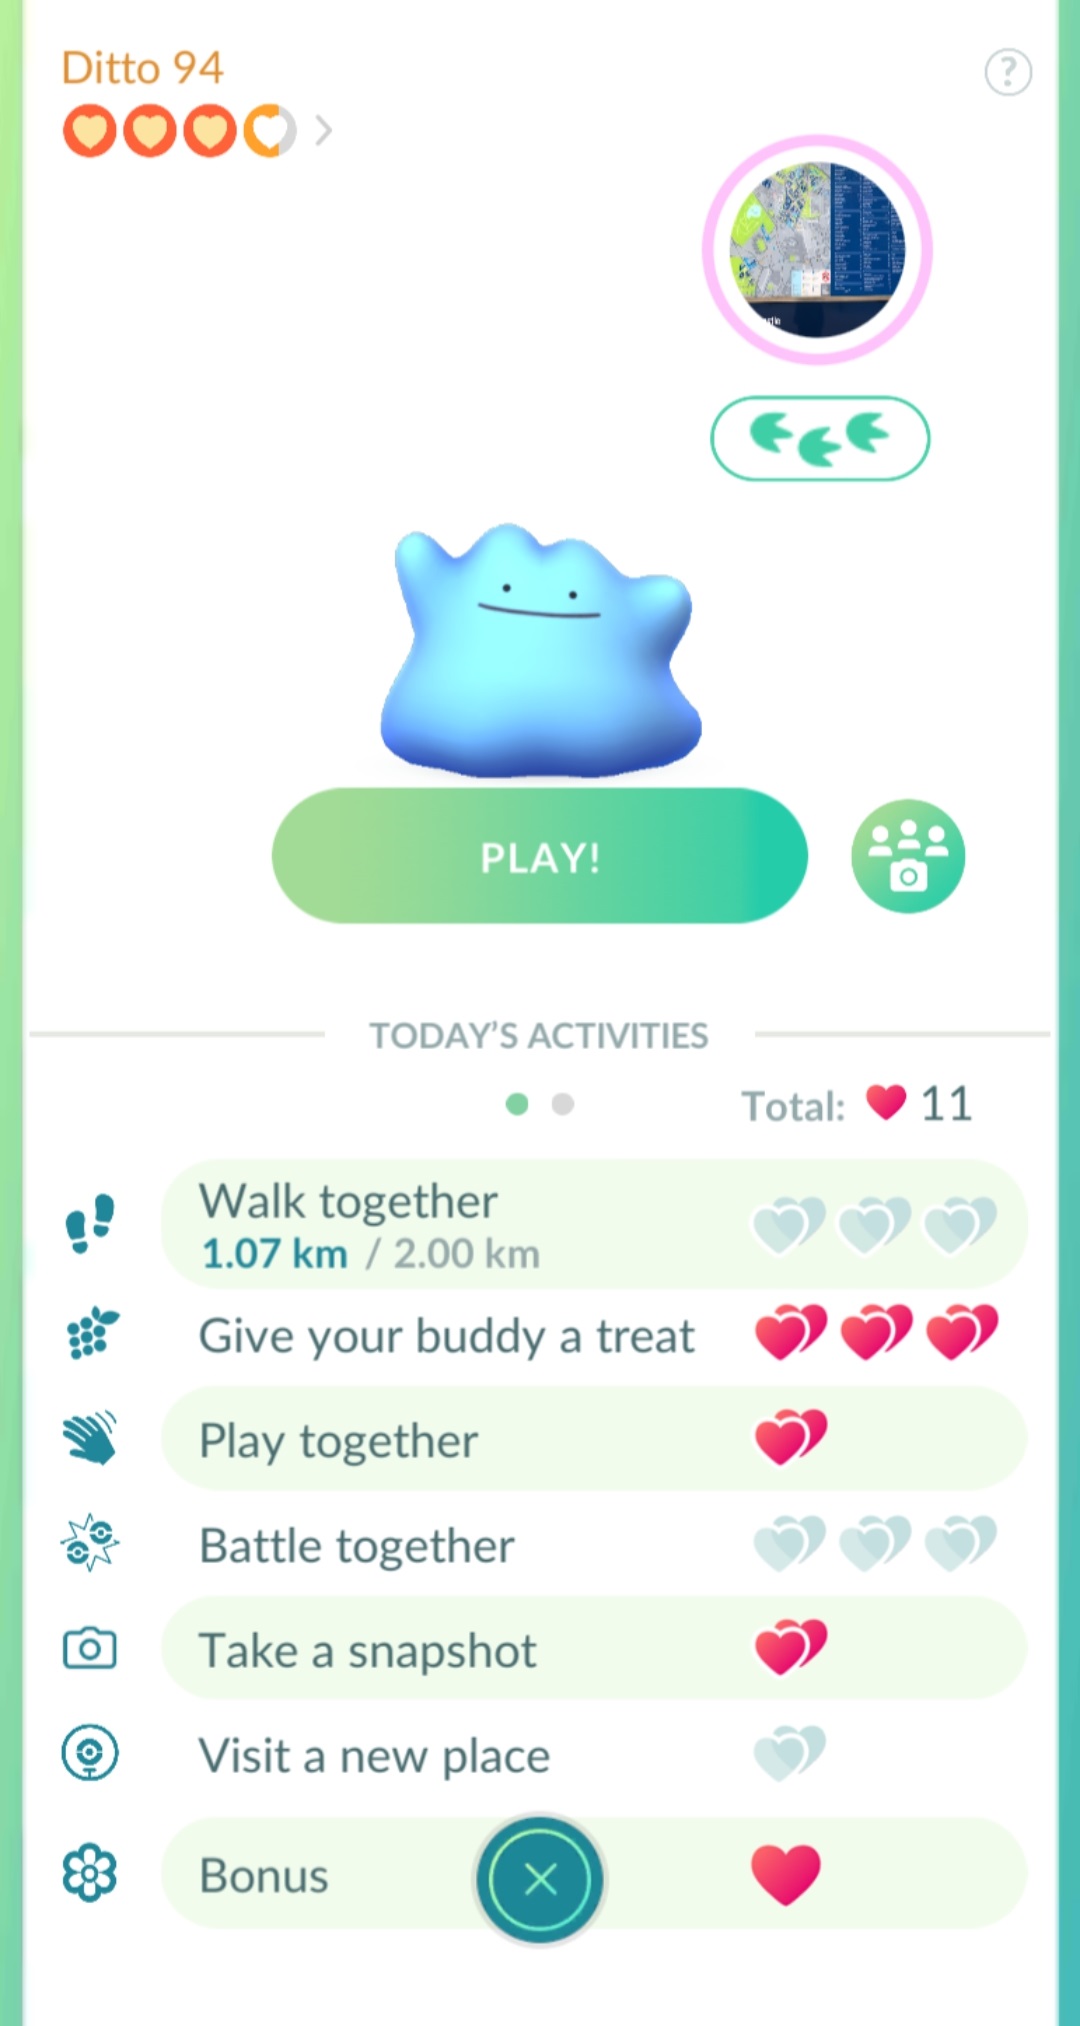 Ditto 94
?
PLAY!
TODAY'S ACTIVITIES
Total: 11
Walk together
1.07 km / 2.00 km
Give your buddy a treat
Play together
Battle together
Take a snapshot
Visit a new place
Bonus